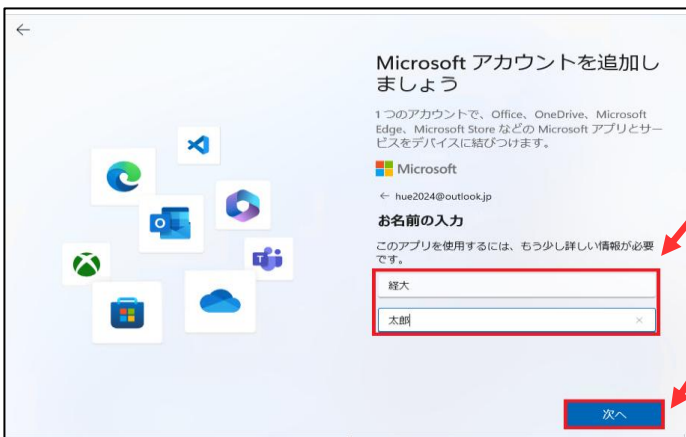 Microsoft アカウントを追加し
ましょう
1 つのアカウントで、Office、OneDrive、Microsoft
Edge、Microsoft Store などの Microsoft アプリとサー
ビスをデバイスに結びつけます。
Microsoft
← hue2024@outlook.jp
お名前の入力
このアプリを使用するには、もう少し詳しい情報が必要
です。
経大
太郎
次へ